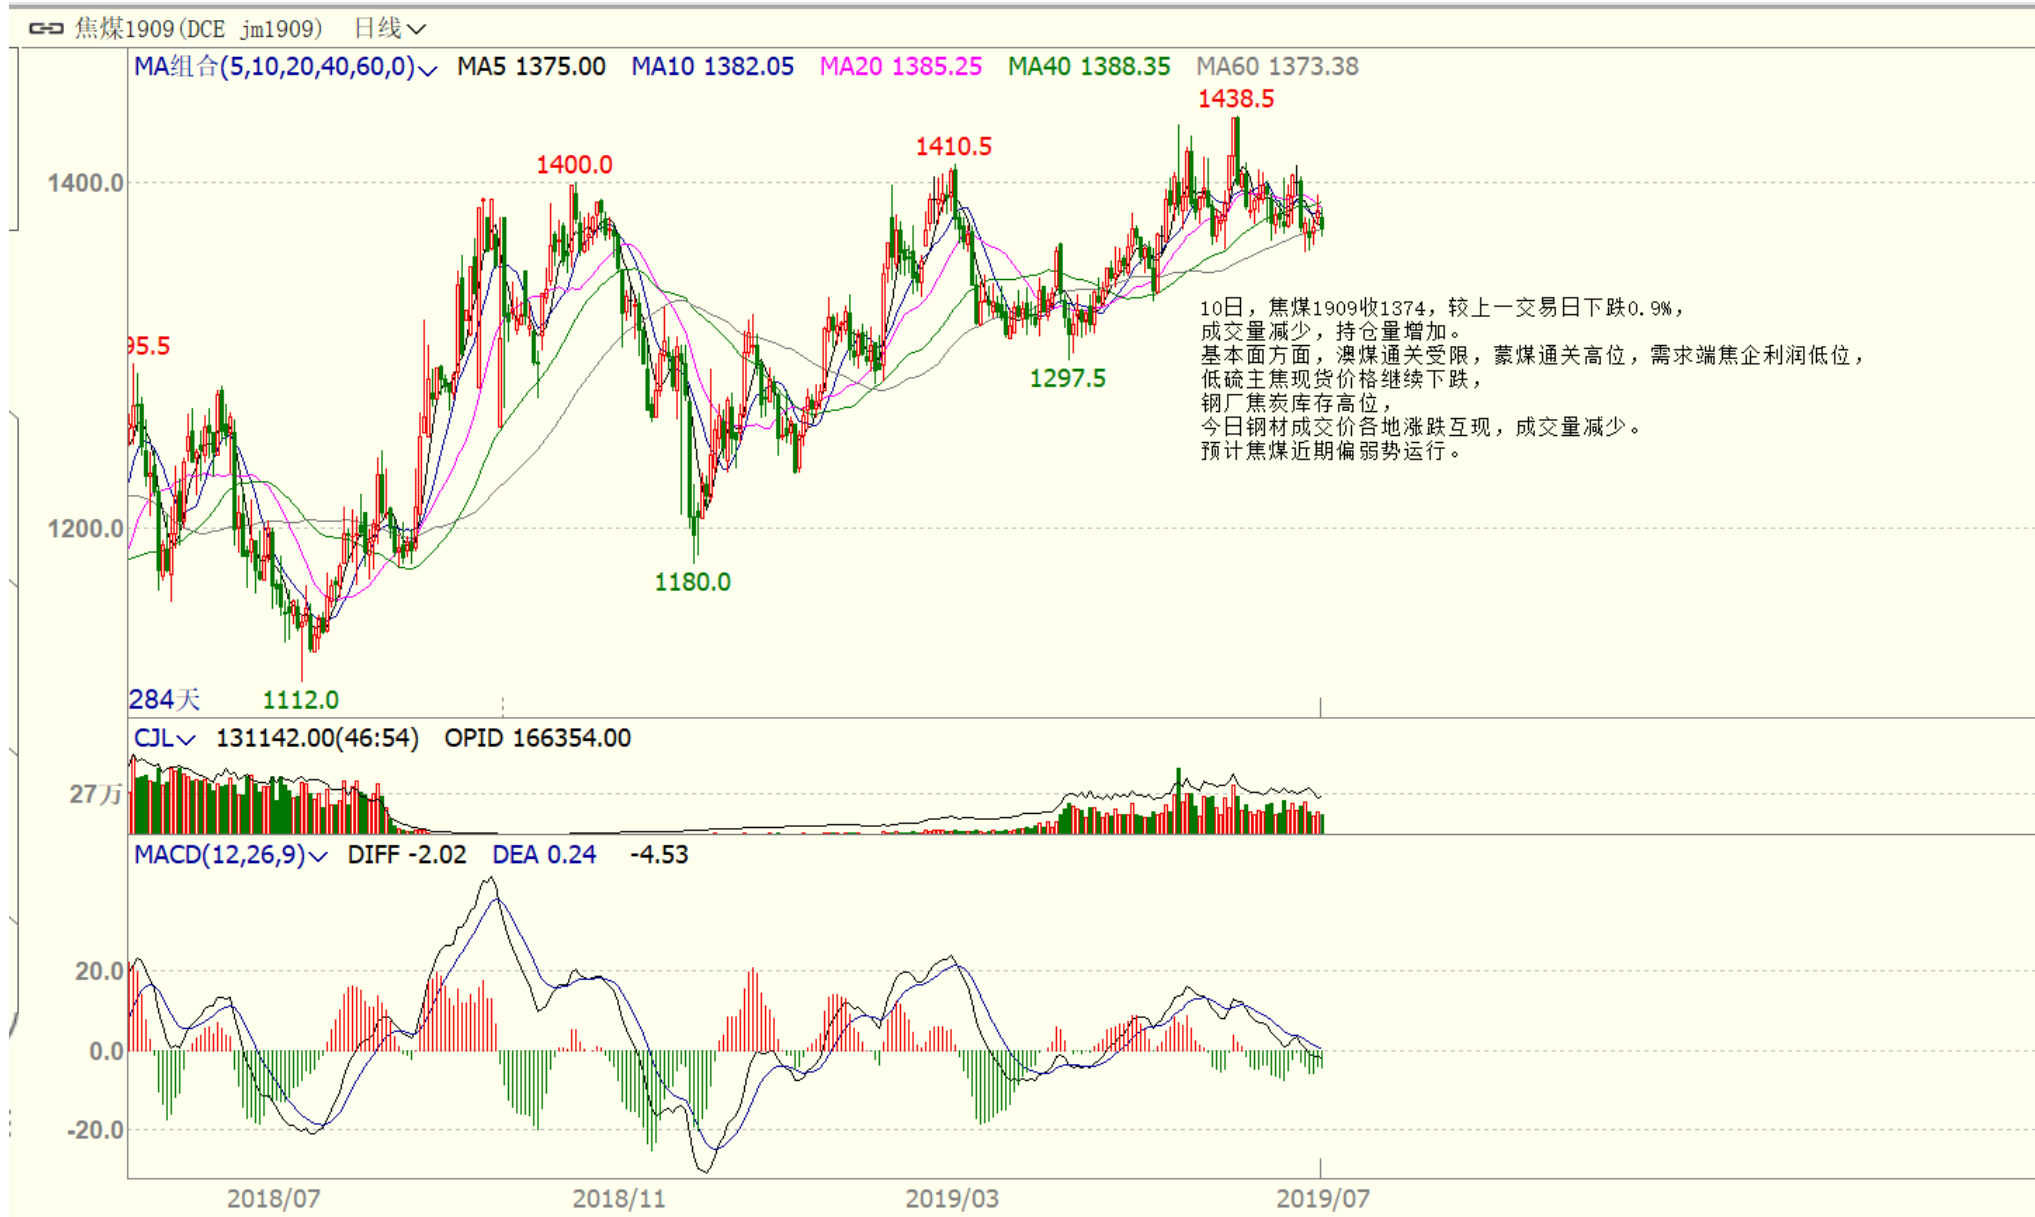 焦煤1909(DCE jm1909) 日线
MA组合(5,10,20,40,60,0) MA5 1375.00 MA10 1382.05 MA20 1385.25 MA40 1388.35 MA60 1373.38
1438.5
1410.5
1400.0
1400.0
95.5
10日，焦煤1909收1374，较上一交易日下跌0.9%，
成交量减少，持仓量增加。
基本面方面，澳煤通关受限，蒙煤通关高位，需求端焦企利润低位，
低硫主焦现货价格继续下跌，
钢厂焦炭库存高位，
今日钢材成交价各地涨跌互现，成交量减少。
预计焦煤近期偏弱势运行。
1297.5
1200.0
1180.0
284天
1112.0
CJL 131142.00(46:54) OPID 166354.00
27万
MACD(12,26,9) DIFF -2.02 DEA 0.24 -4.53
20.0
0.0
-20.0
2018/07 2018/11 2019/03 2019/07